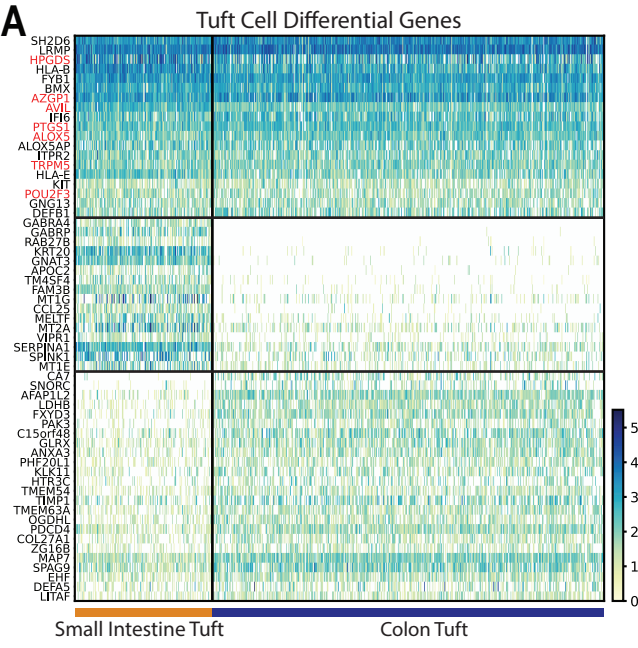 A
Tuft Cell Differential Genes
SH2D6
LRMP
HPGDS
HLA-B
FYB1
BMX
AZGP1
AVIL
IFI6
PTGS1
ALOX5
ALOX5AP
ITPR2
TRPM5
HLA-E
KIT
POU2F3
GNG13
DEFB1
GABRA4
GABRP
RAB27B
KRT20
GNAT3
APOC2
TM4SF4
FAM3B
MT1G
CCL25
MELTF
MT2A
VIPR1
SERPINA1
SPINK1
MT1E
CA7
SNORC
AFAP1L2
LDHB
FXYD3
PAK3
C15orf48
GLRX
ANXA3
PHF20L1
KLK11
HTR3C
TMEM54
TIMP1
TMEM63A
OGDHL
PDCD4
COL27A1
ZG16B
MAP7
SPAG9
EHF
DEFA5
LITAF
5
4
3
2
1
0
Small Intestine Tuft
Colon Tuft